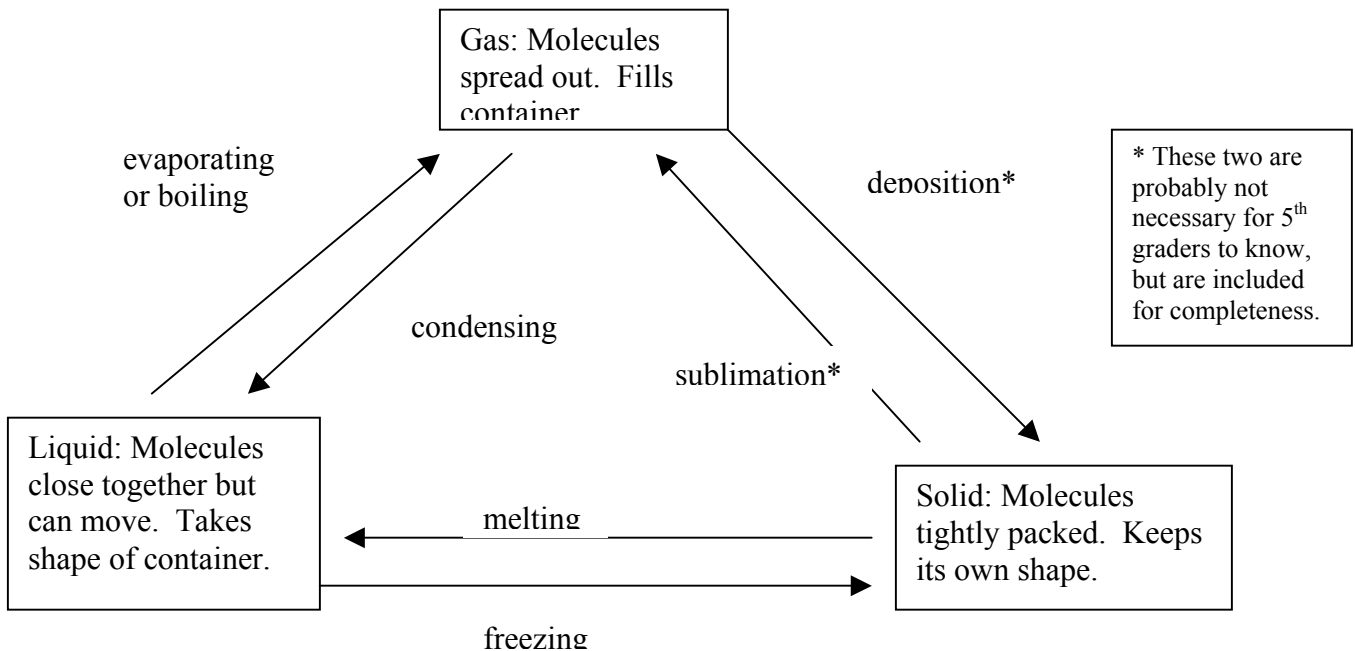 Gas: Molecules
spread out.  Fills
container
evaporating
or boiling
deposition*
* These two are
probably not
necessary for 5th
graders to know,
but are included
for completeness.
condensing
sublimation*
Liquid: Molecules
close together but
can move.  Takes
shape of container.
melting
Solid: Molecules
tightly packed.  Keeps
its own shape.
freezing